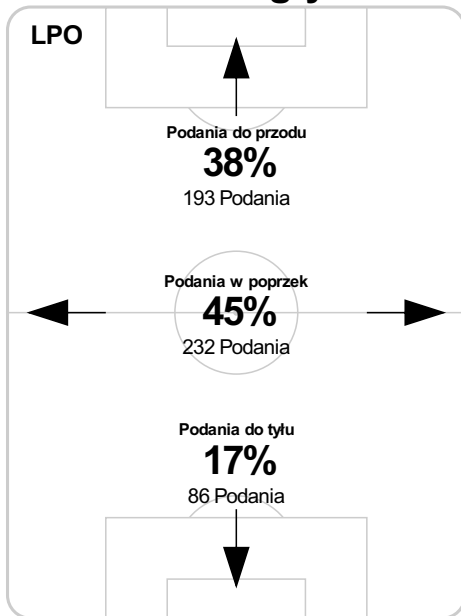 LPO
Podania do przodu
38%
193 Podania
Podania w poprzek
45%
232 Podania
Podania do tyłu
17%
86 Podania